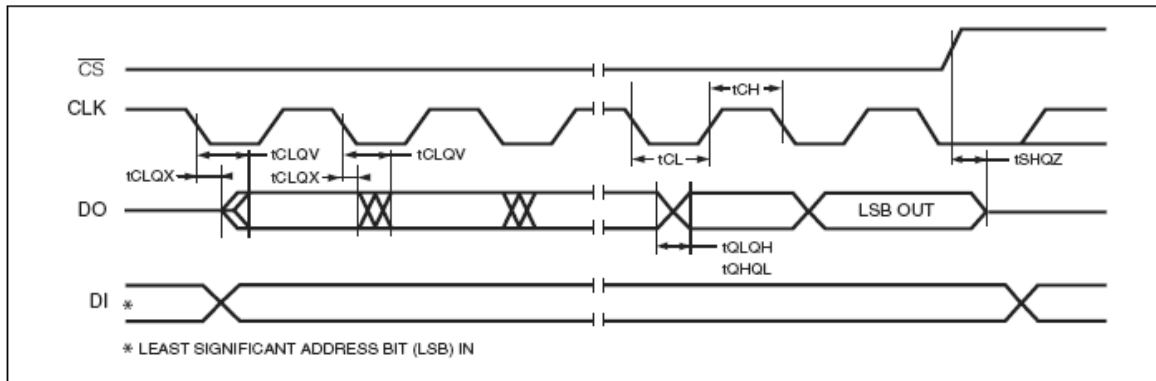 CS
CLK
tCH
tCLQV
tCLQV
tCL
tSHQZ
tCLQX
tCLQX
DO
LSB OUT
tQLQH
tQHQL
DI *
* LEAST SIGNIFICANT ADDRESS BIT (LSB) IN